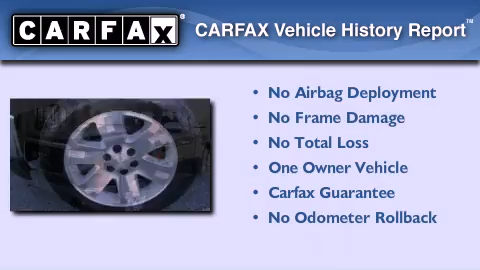 CARFAX® CARFAX Vehicle History Report™
• No Airbag Deployment
• No Frame Damage
• No Total Loss
• One Owner Vehicle
• Carfax Guarantee
• No Odometer Rollback